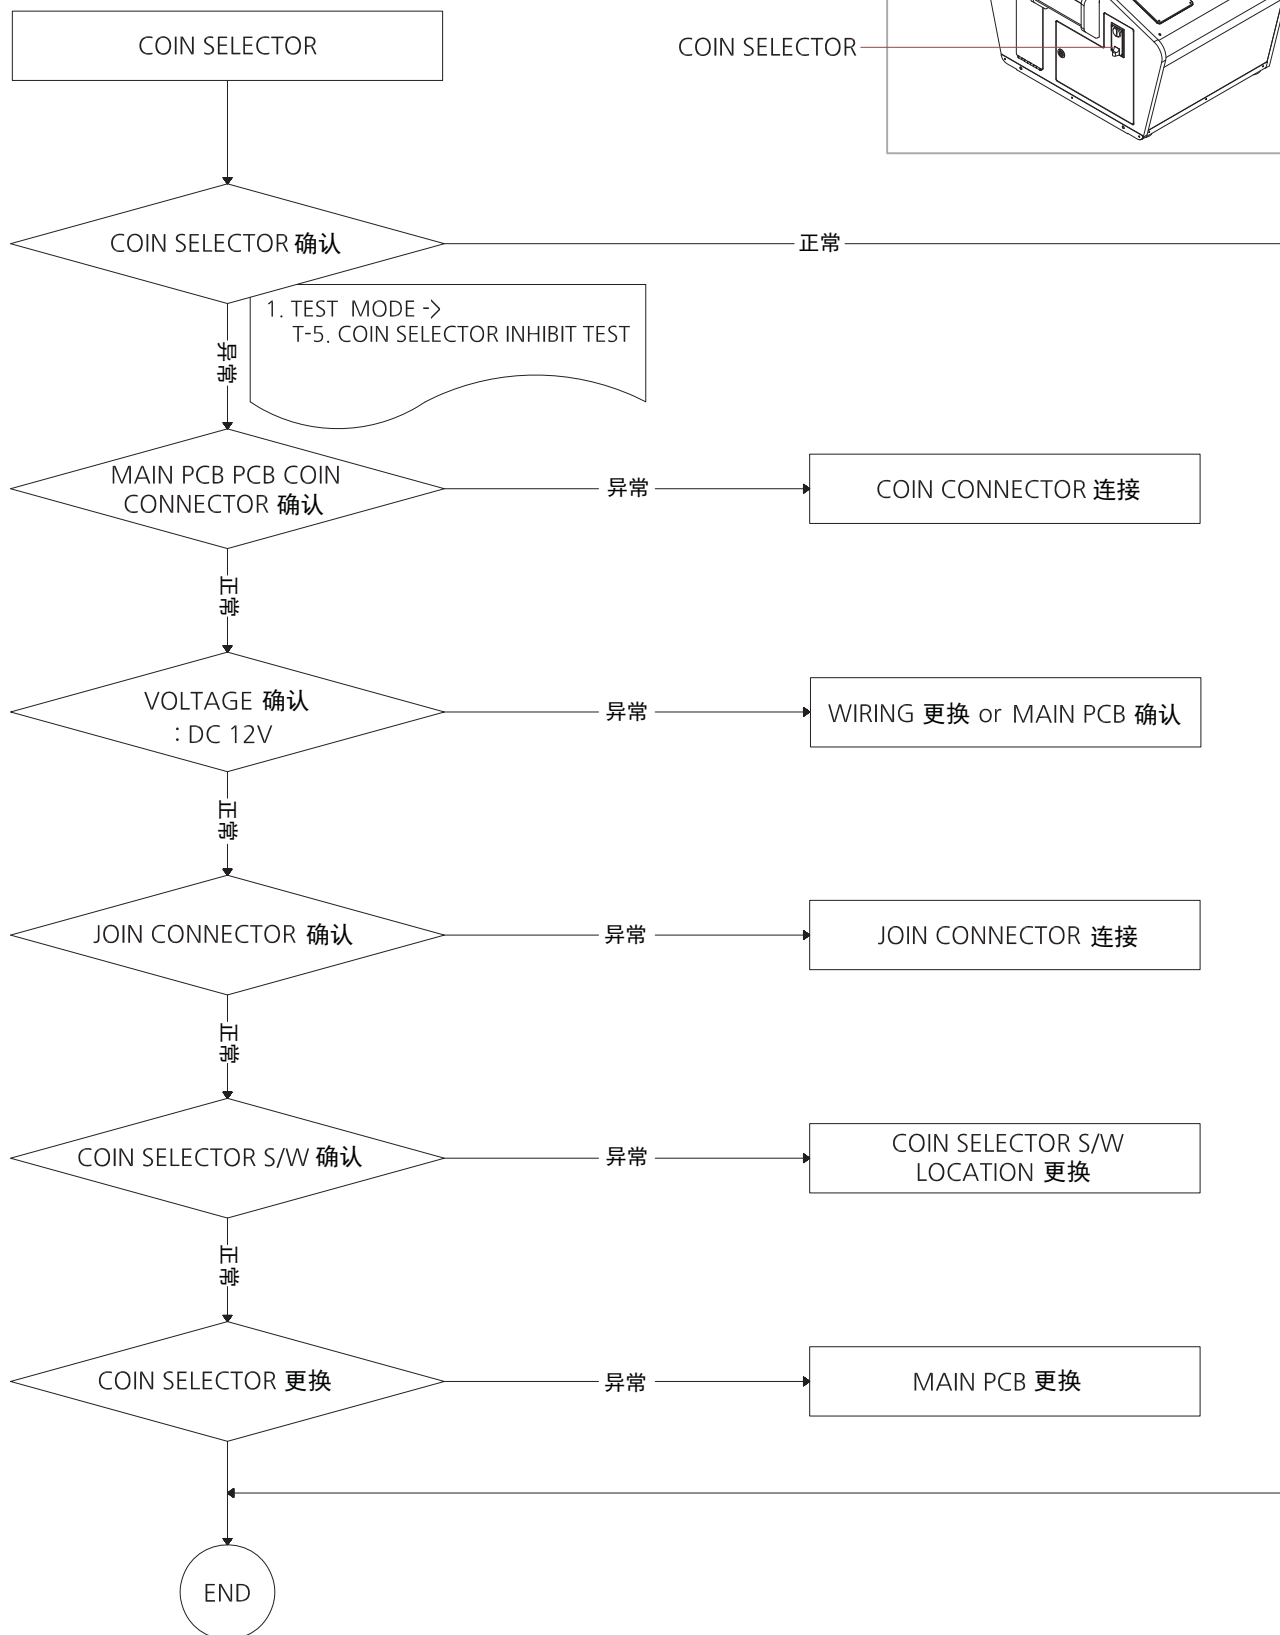 COIN SELECTOR
COIN SELECTOR
COIN SELECTOR 确认
正常
1. TEST MODE ->
T-5. COIN SELECTOR INHIBIT TEST
异常
MAIN PCB PCB COIN
CONNECTOR 确认
异常
COIN CONNECTOR 连接
正常
VOLTAGE 确认
: DC 12V
异常
WIRING 更换 or MAIN PCB 确认
正常
JOIN CONNECTOR 确认
异常
JOIN CONNECTOR 连接
正常
COIN SELECTOR S/W 确认
异常
COIN SELECTOR S/W
LOCATION 更换
正常
COIN SELECTOR 更换
异常
MAIN PCB 更换
END